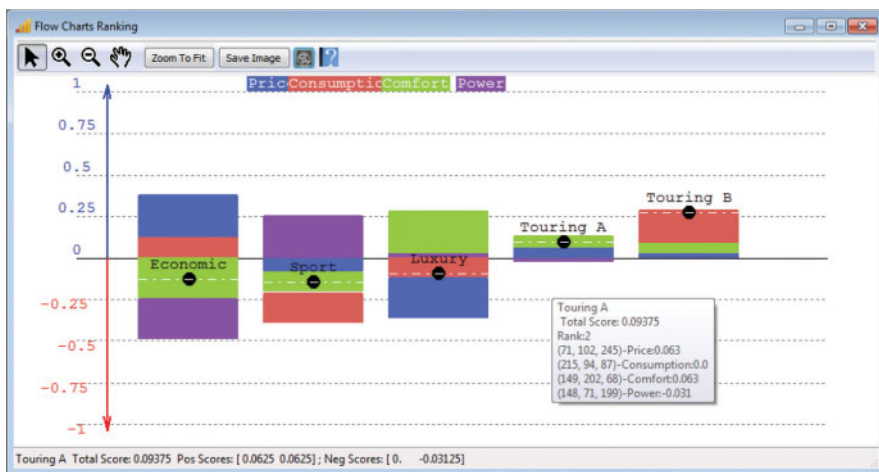 Flow Charts Ranking
Zoom To Fit Save Image
Pric Consumptic Comfort Power
1
0.75
0.5
0.25
0
-0.25
-0.5
-0.75
-1
Economic
Sport
Luxury
Touring A
Touring B
Touring A
Total Score: 0.09375
Rank:2
(71, 102, 245)-Price:0.063
(215, 94, 87)-Consumption:0.0
(149, 202, 68)-Comfort:0.063
(148, 71, 199)-Power:-0.031
Touring A Total Score: 0.09375 Pos Scores: [ 0.0625 0.0625] ; Neg Scores: [ 0. -0.03125]